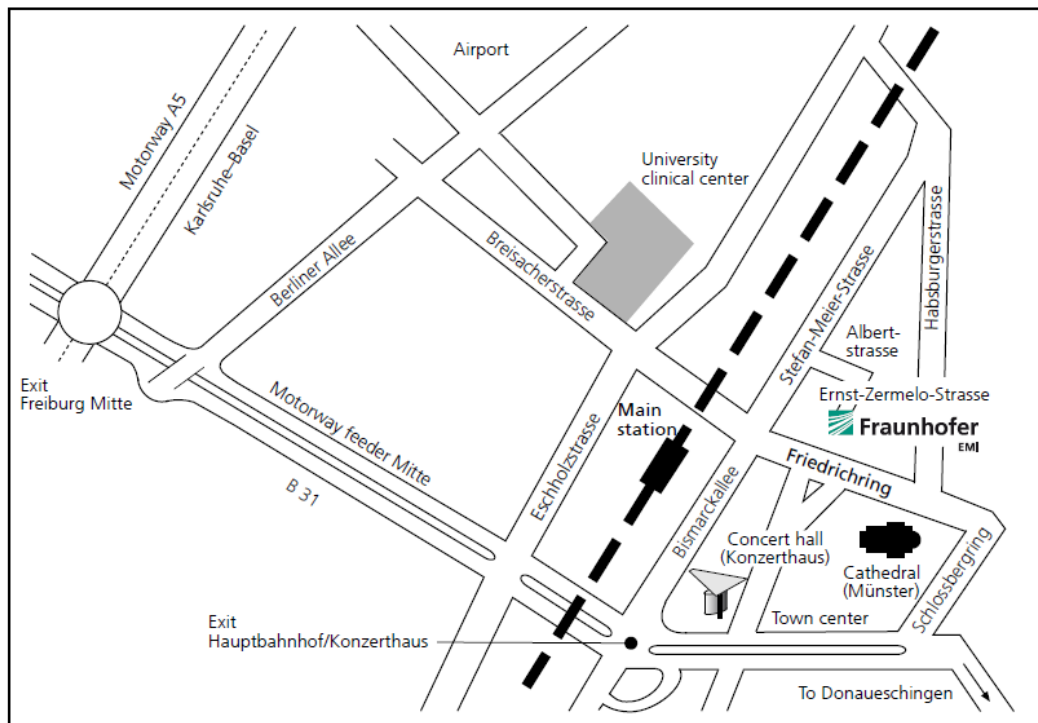 Airport
Motorway A5
Karlsruhe–Basel
University
clinical center
Berliner Allee
Breisacherstrasse
Stefan-Meier-Strasse
Habsburgerstrasse
Albert-
strasse
Exit
Freiburg Mitte
Ernst-Zermelo-Strasse
Fraunhofer
EMI
Main
station
Motorway feeder Mitte
B 31
Eschholzstrasse
Friedrichring
Bismarckallee
Concert hall
(Konzerthaus)
Cathedral
(Münster)
Schlossbergring
Town center
Exit
Hauptbahnhof/Konzerthaus
To Donaueschingen